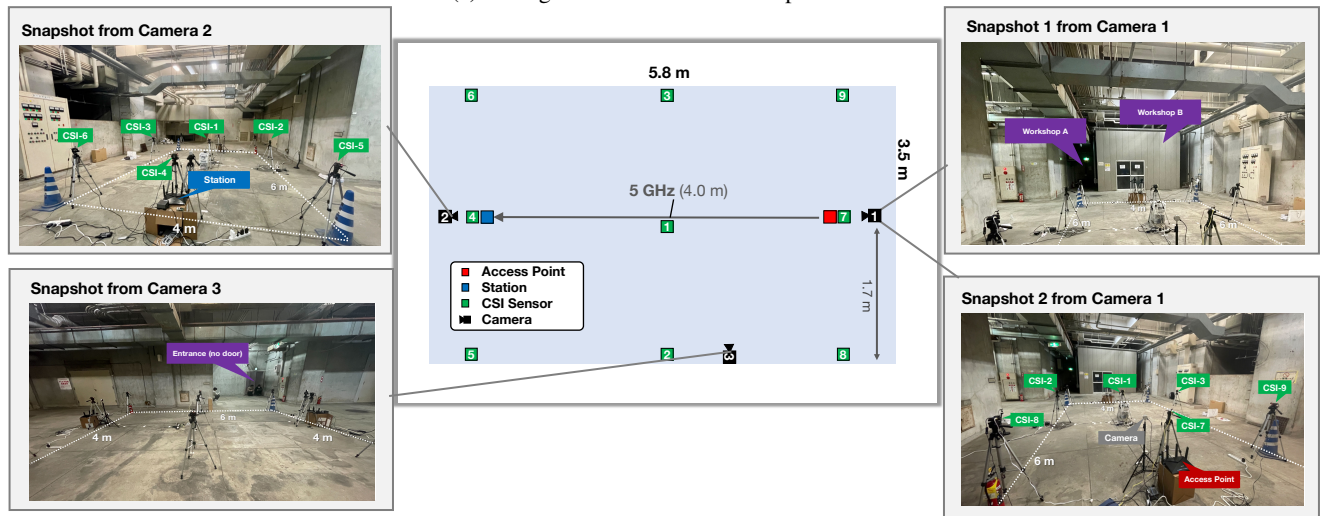 Snapshot from Camera 2
CSI-6
CSI-3
CSI-1
CSI-2
CSI-5
CSI-4
Station
6 m
4 m
Snapshot from Camera 3
Entrance (no door)
6 m
4 m
4 m
5.8 m
6
3
9
3.5 m
5 GHz (4.0 m)
2
4
1
7
1
1.7 m
Access Point
Station
CSI Sensor
Camera
5
2
3
8
Snapshot 1 from Camera 1
Workshop A
Workshop B
4 m
6 m
6 m
Snapshot 2 from Camera 1
CSI-2
CSI-1
CSI-3
CSI-9
CSI-8
4 m
CSI-7
Camera
6 m
Access Point